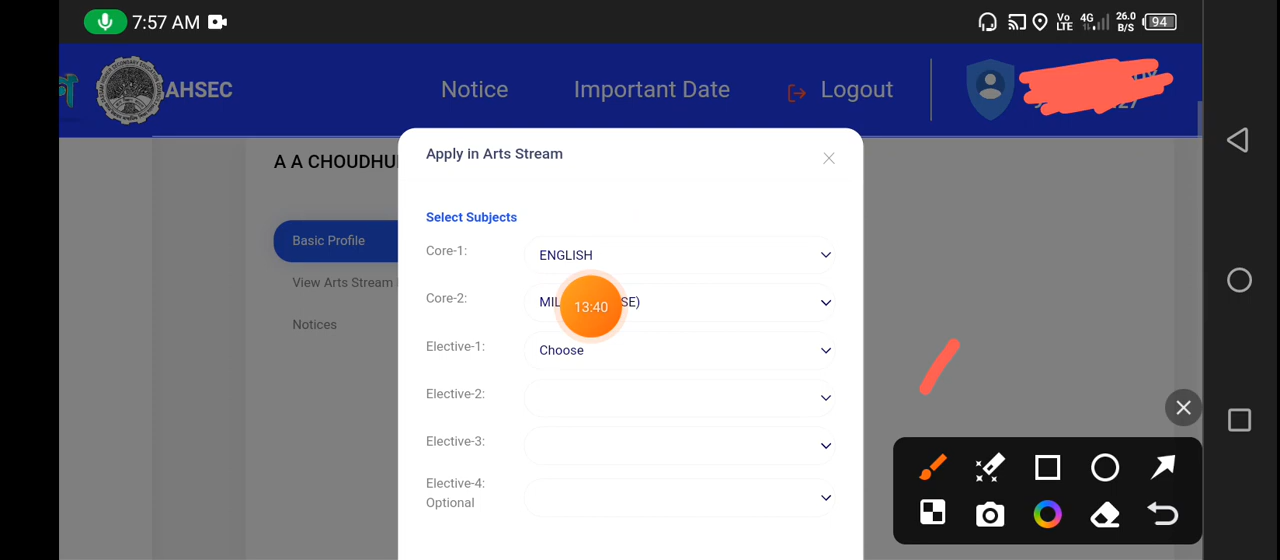 7:57 AM
Vo LTE 4G 26.0 B/S 94
AHSEC
Notice
Important Date
Logout
A A CHOUDHU
Apply in Arts Stream
Basic Profile
View Arts Stream
Notices
Select Subjects
Core-1: ENGLISH
Core-2: MIL SE)
13:40
Elective-1: Choose
Elective-2:
Elective-3:
Elective-4:
Optional